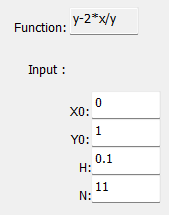 Function: y-2*x/y
Input :
X0: 0
Y0: 1
H: 0.1
N: 11